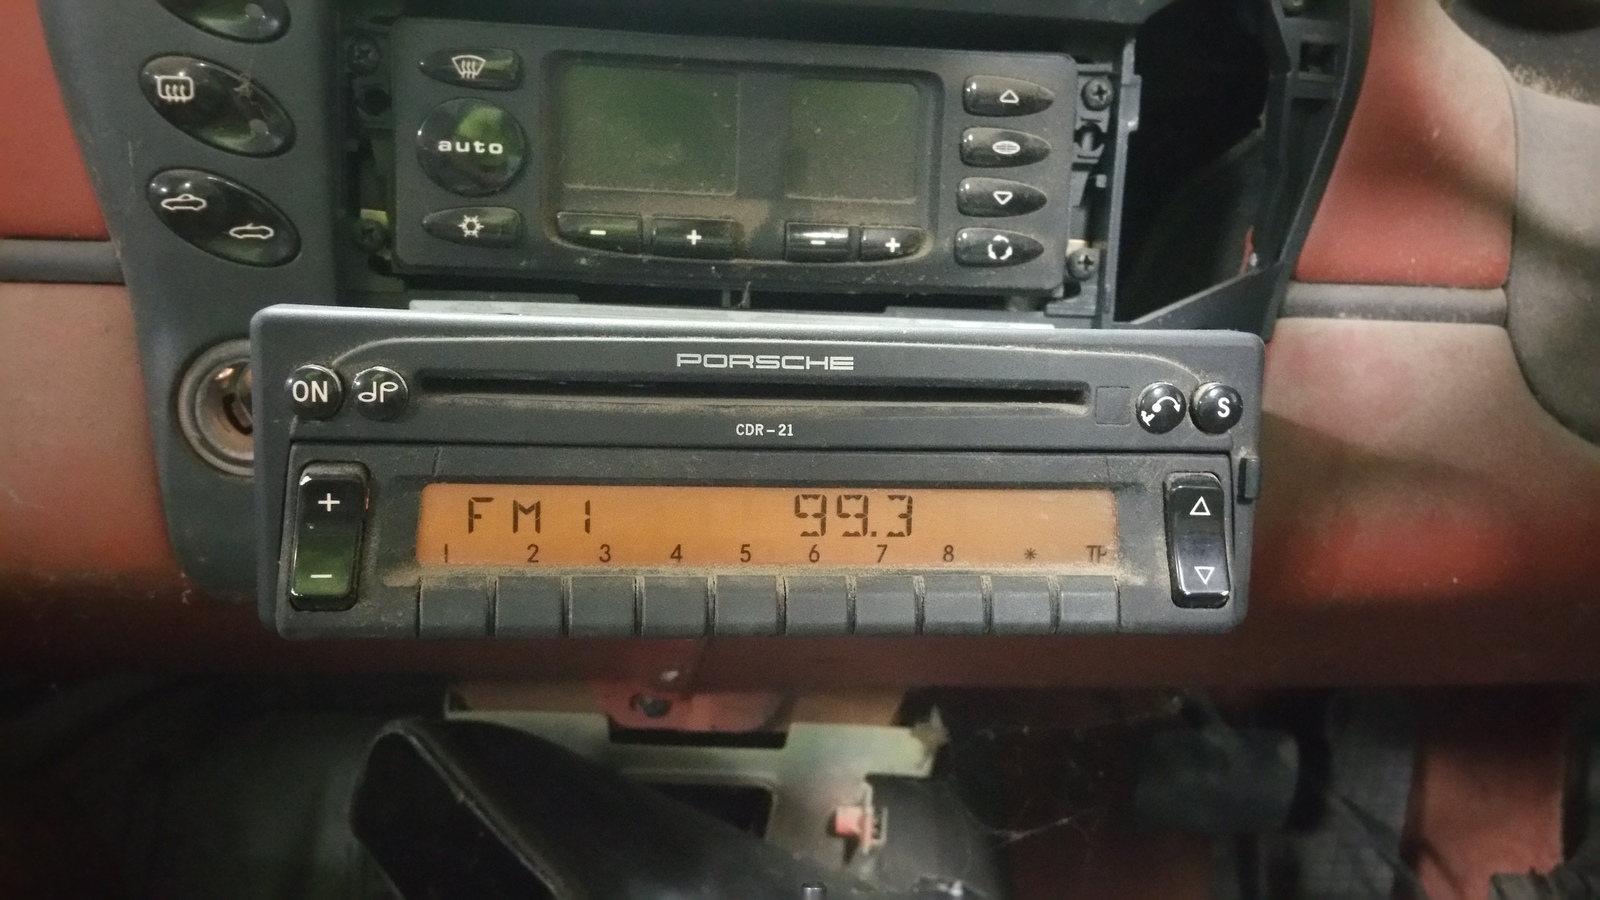 auto
- + - +
PORSCHE
ON
S
CDR-21
+
FM1 99.3
1 2 3 4 5 6 7 8 * TP
-